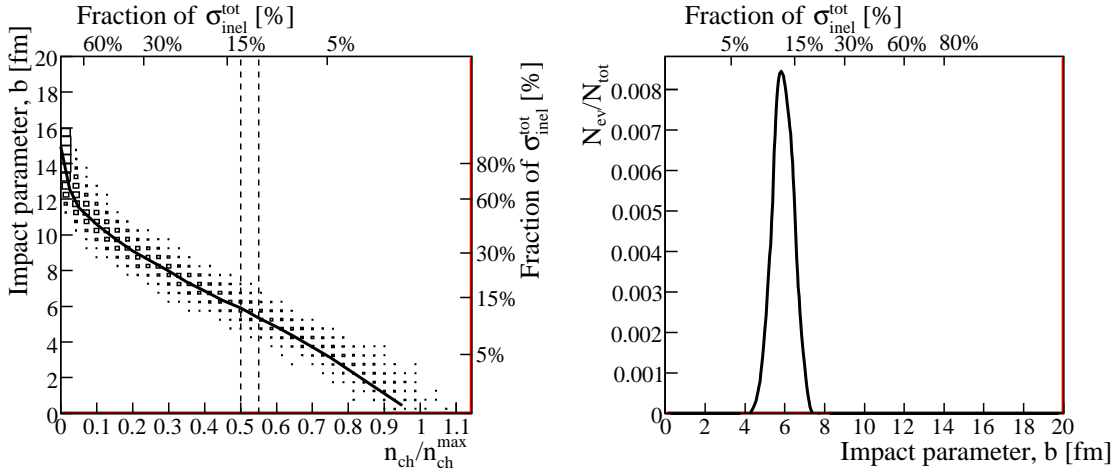 Fraction of σ_inel^tot [%]
60% 30% 15% 5%
Impact parameter, b [fm]
20
18
16
14
12
10
8
6
4
2
0
80%
60%
30%
15%
5%
Fraction of σ_inel^tot [%]
0 0.1 0.2 0.3 0.4 0.5 0.6 0.7 0.8 0.9 1 1.1
n_ch/n_ch^max
Fraction of σ_inel^tot [%]
5% 15% 30% 60% 80%
N_ev/N_tot
0.008
0.007
0.006
0.005
0.004
0.003
0.002
0.001
0
0 2 4 6 8 10 12 14 16 18 20
Impact parameter, b [fm]